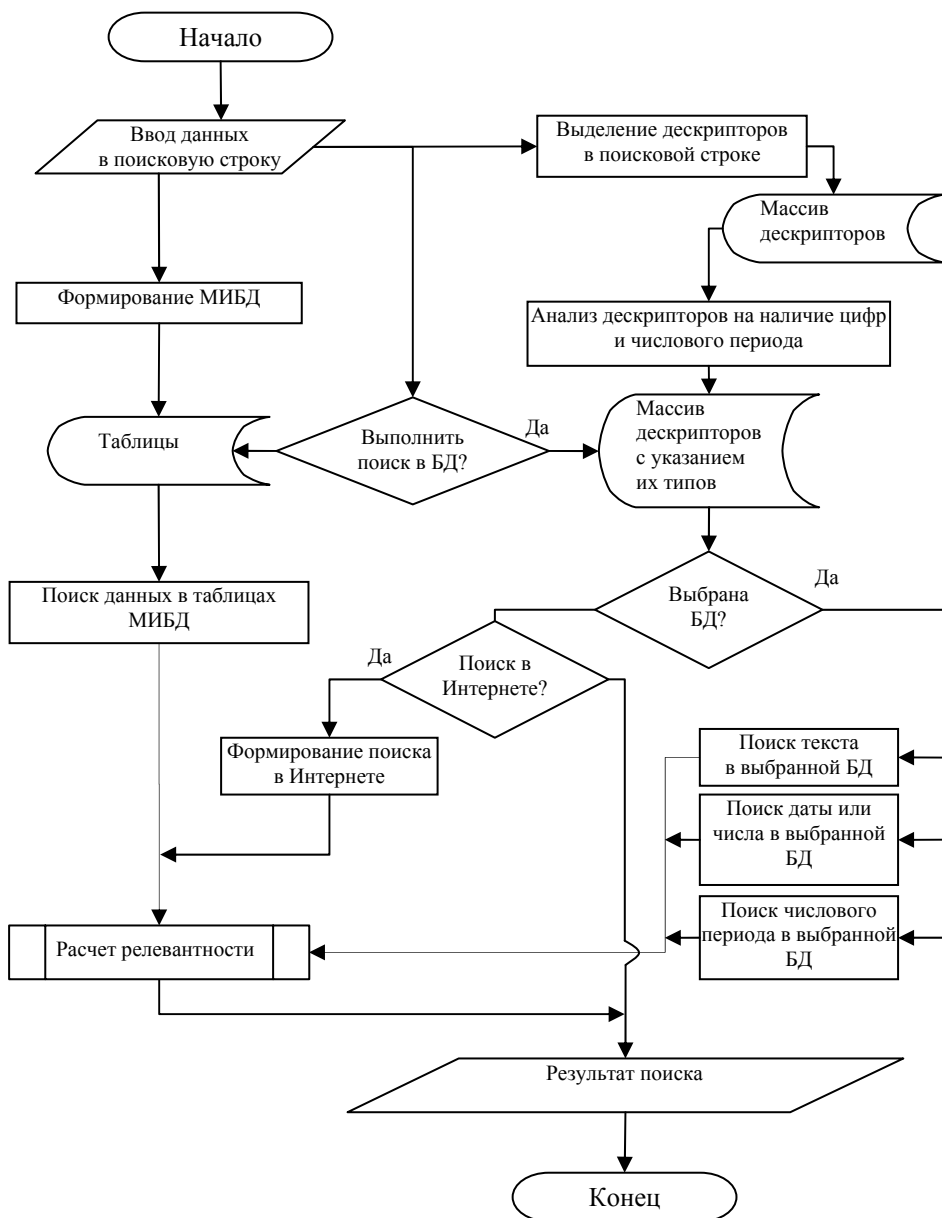 Начало
Ввод данных
в поисковую строку
Выделение дескрипторов
в поисковой строке
Массив
дескрипторов
Формирование МИБД
Анализ дескрипторов на наличие цифр
и числового периода
Таблицы
Выполнить
поиск в БД?
Да
Массив
дескрипторов
с указанием
их типов
Поиск данных в таблицах
МИБД
Выбрана
БД?
Да
Да
Поиск в
Интернете?
Формирование поиска
в Интернете
Поиск текста
в выбранной БД
Поиск даты или
числа в выбранной
БД
Поиск числового
периода в выбранной
БД
Расчет релевантности
Результат поиска
Конец